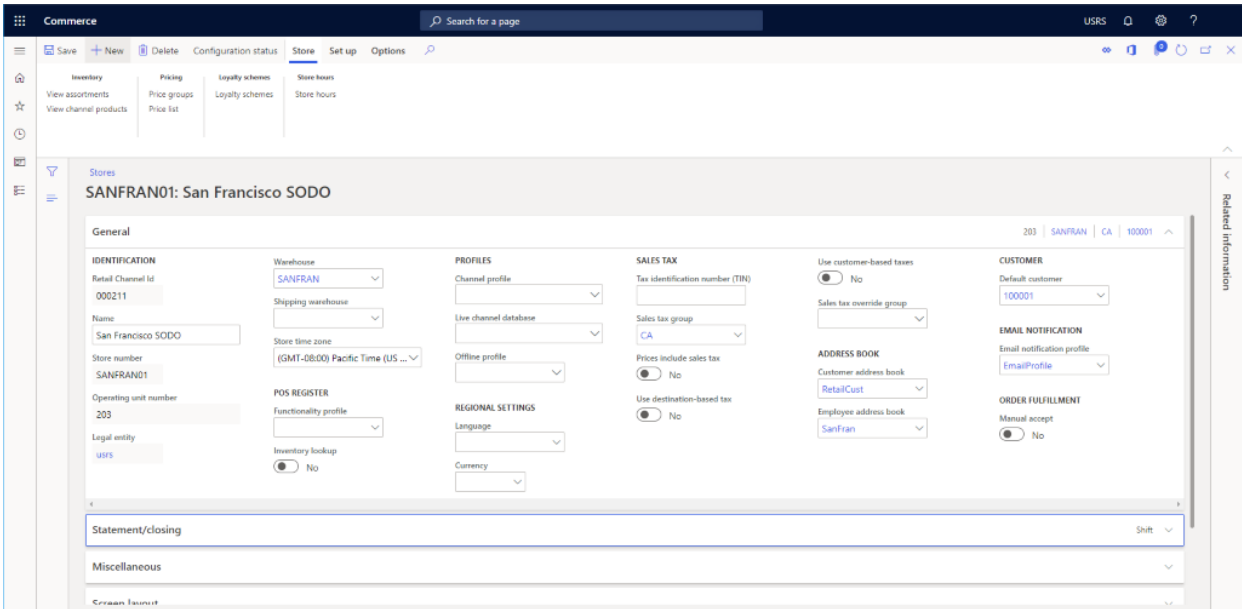 Commerce
Search for a page
USRS
?
Save
New
Delete
Configuration status
Store
Set up
Options
0
Inventory
View assortments
View channel products
Pricing
Price groups
Price list
Loyalty schemes
Loyalty schemes
Store hours
Store hours
Stores
SANFRAN01: San Francisco SODO
Related information
General
203 | SANFRAN | CA | 100001
IDENTIFICATION
Retail Channel Id
000211
Name
San Francisco SODO
Store number
SANFRAN01
Operating unit number
203
Legal entity
usrs
Warehouse
SANFRAN
Shipping warehouse
Store time zone
(GMT-08:00) Pacific Time (US ...
POS REGISTER
Functionality profile
Inventory lookup
No
PROFILES
Channel profile
Live channel database
Offline profile
REGIONAL SETTINGS
Language
Currency
SALES TAX
Tax identification number (TIN)
Sales tax group
CA
Prices include sales tax
No
Use destination-based tax
No
Use customer-based taxes
No
Sales tax override group
ADDRESS BOOK
Customer address book
RetailCust
Employee address book
SanFran
CUSTOMER
Default customer
100001
EMAIL NOTIFICATION
Email notification profile
EmailProfile
ORDER FULFILLMENT
Manual accept
No
Statement/closing
Shift
Miscellaneous
Screen layout